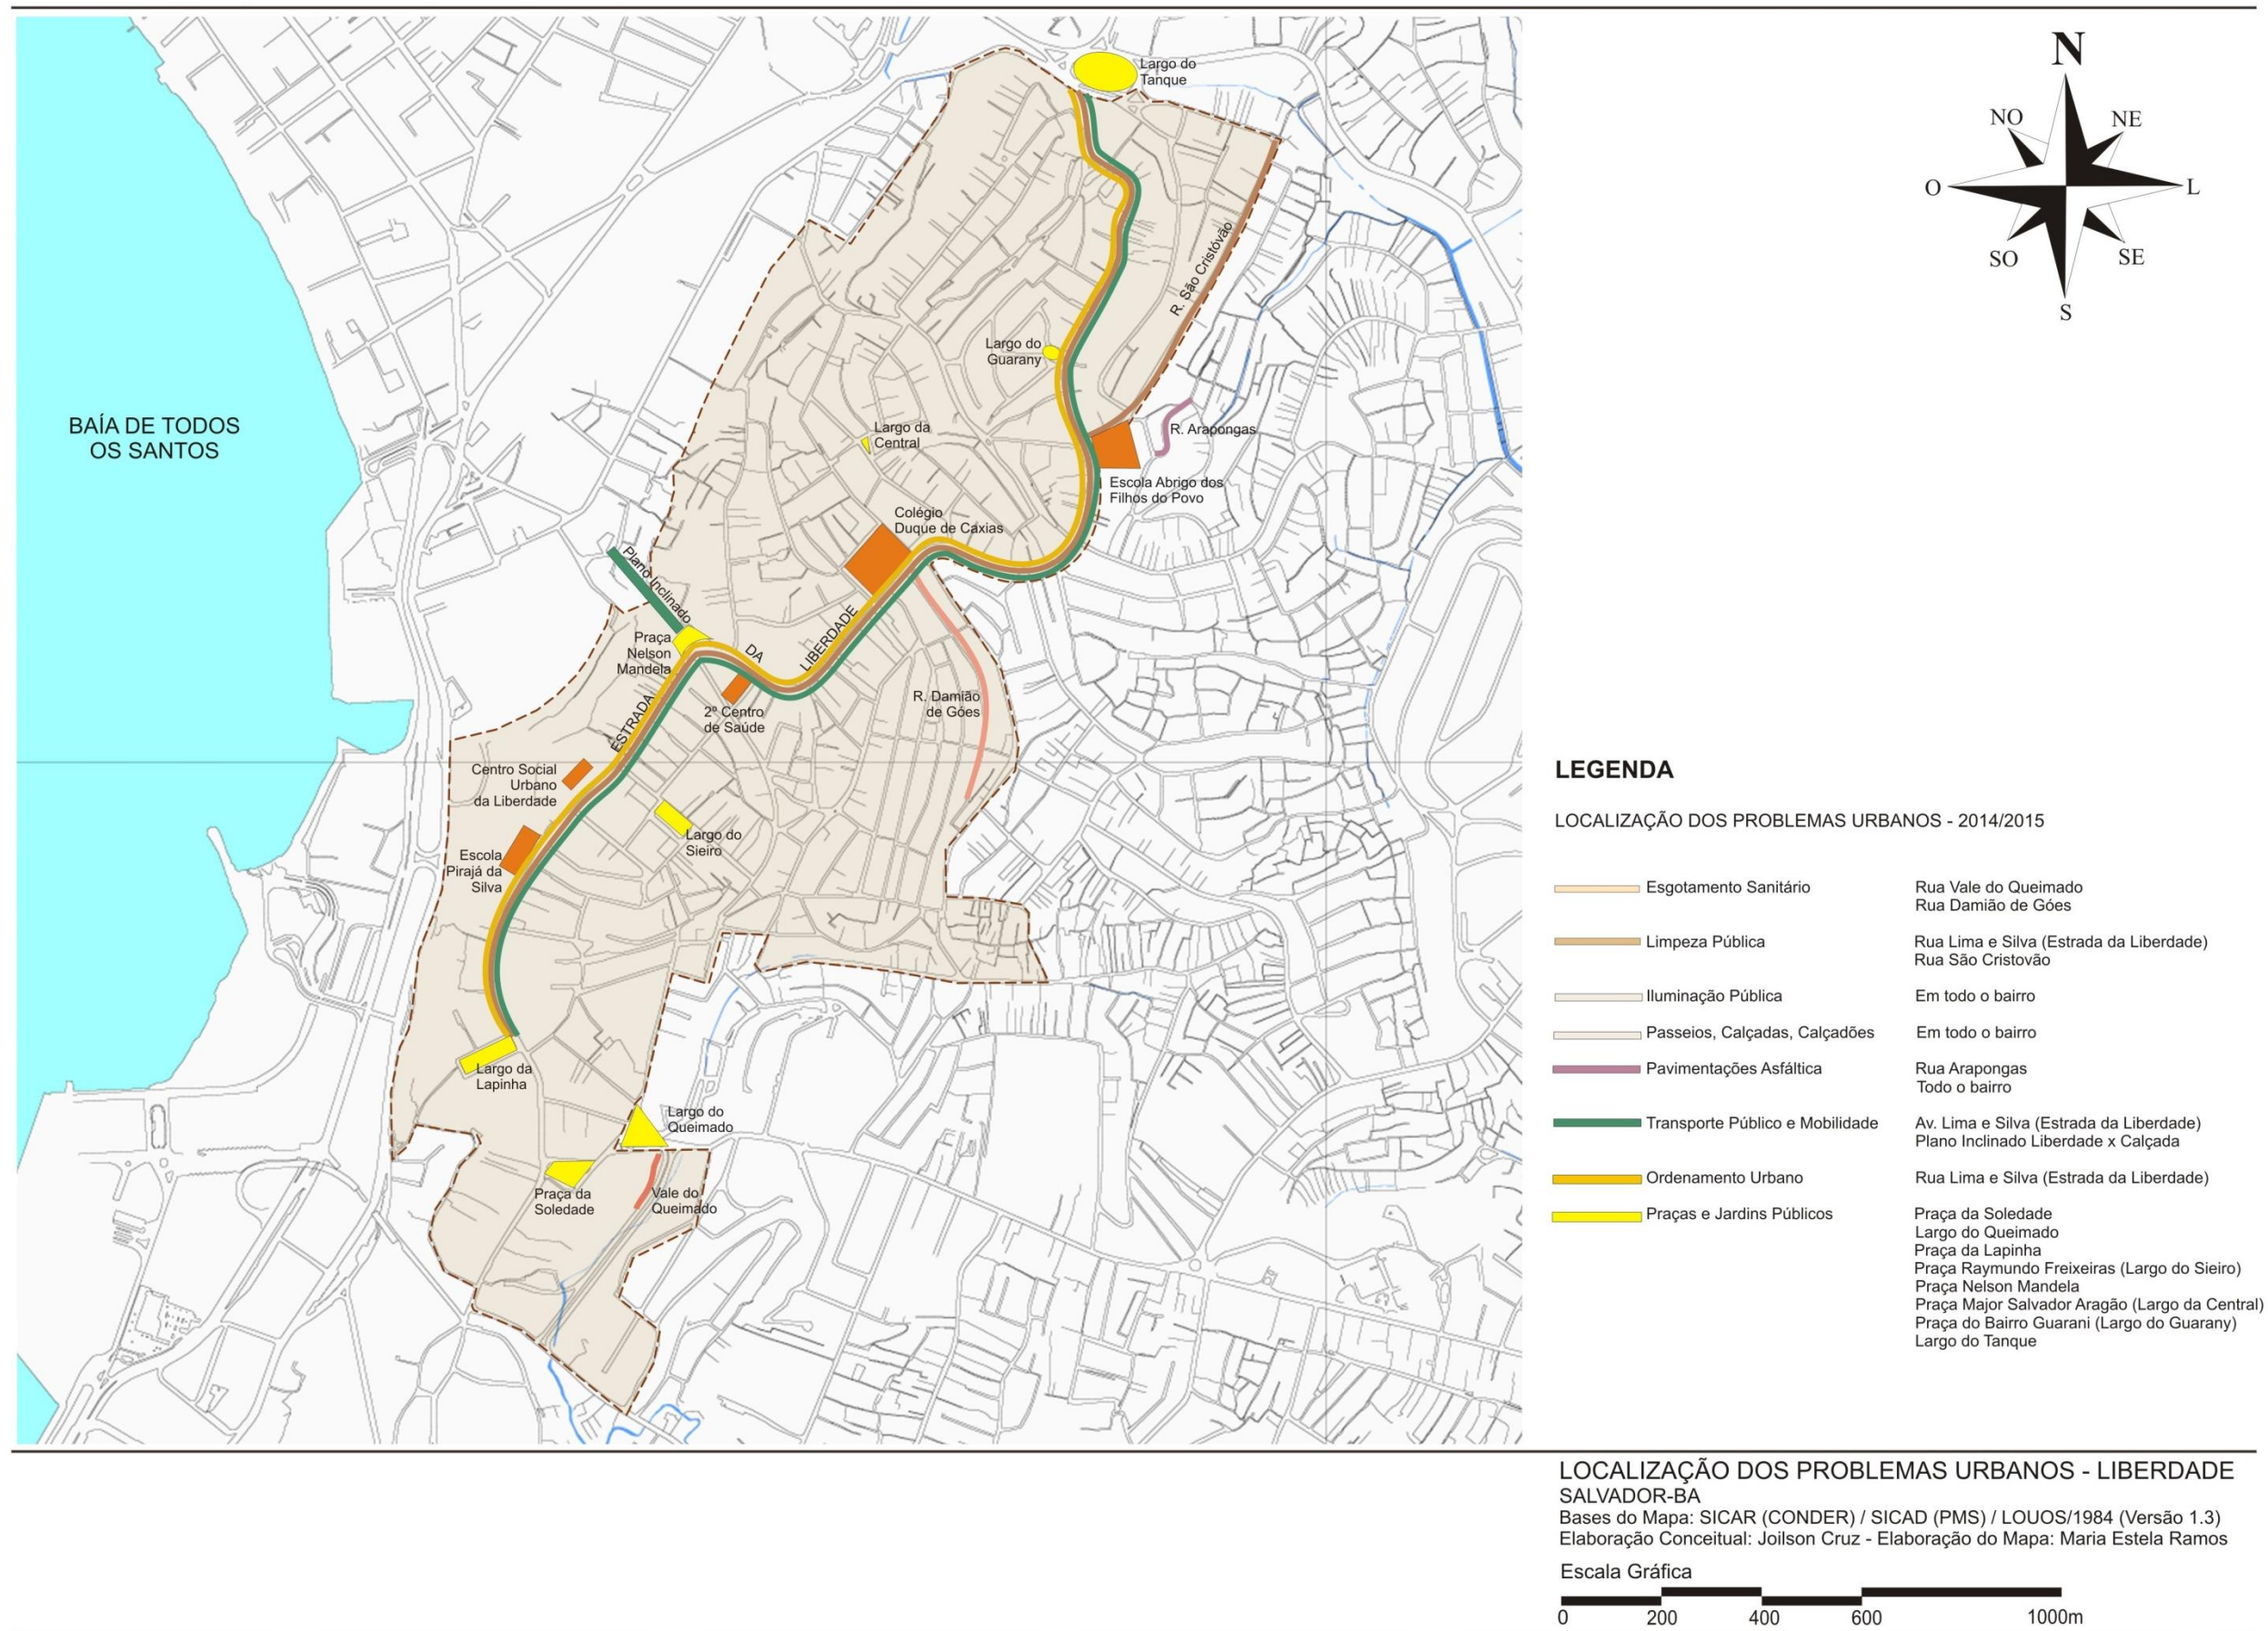 Largo do
Tanque
N
NO
NE
O
L
SO
SE
S
R. São Cristóvão
Largo do
Guarany
BAÍA DE TODOS
OS SANTOS
Largo da
Central
R. Arapongas
Escola Abrigo dos
Filhos do Povo
Colégio
Duque de Caxias
Plano Inclinado
Praça
Nelson
Mandela
ESTRADA
DA
LIBERDADE
2º Centro
de Saúde
R. Damião
de Góes
Centro Social
Urbano
da Liberdade
Largo do
Sieiro
Escola
Pirajá da
Silva
Largo da
Lapinha
Largo do
Queimado
Praça da
Soledade
Vale do
Queimado
LEGENDA
LOCALIZAÇÃO DOS PROBLEMAS URBANOS - 2014/2015
Esgotamento Sanitário
Rua Vale do Queimado
Rua Damião de Góes
Limpeza Pública
Rua Lima e Silva (Estrada da Liberdade)
Rua São Cristovão
Iluminação Pública
Em todo o bairro
Passeios, Calçadas, Calçadões
Em todo o bairro
Pavimentações Asfáltica
Rua Arapongas
Todo o bairro
Transporte Público e Mobilidade
Av. Lima e Silva (Estrada da Liberdade)
Plano Inclinado Liberdade x Calçada
Ordenamento Urbano
Rua Lima e Silva (Estrada da Liberdade)
Praças e Jardins Públicos
Praça da Soledade
Largo do Queimado
Praça da Lapinha
Praça Raymundo Freixeiras (Largo do Sieiro)
Praça Nelson Mandela
Praça Major Salvador Aragão (Largo da Central)
Praça do Bairro Guarani (Largo do Guarany)
Largo do Tanque
LOCALIZAÇÃO DOS PROBLEMAS URBANOS - LIBERDADE
SALVADOR-BA
Bases do Mapa: SICAR (CONDER) / SICAD (PMS) / LOUOS/1984 (Versão 1.3)
Elaboração Conceitual: Joilson Cruz - Elaboração do Mapa: Maria Estela Ramos
Escala Gráfica
0 200 400 600 1000m